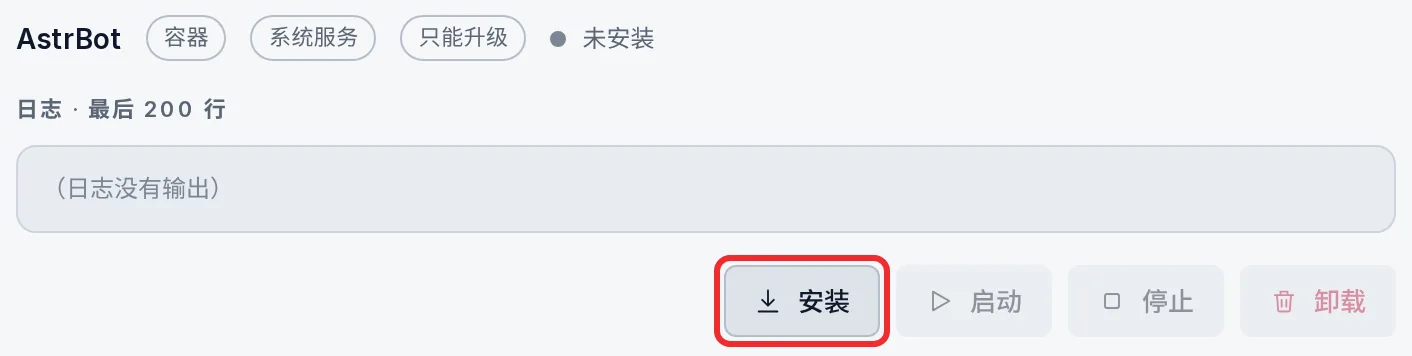 AstrBot 容器 系统服务 只能升级 未安装
日志 · 最后 200 行
（日志没有输出）
安装 启动 停止 卸载